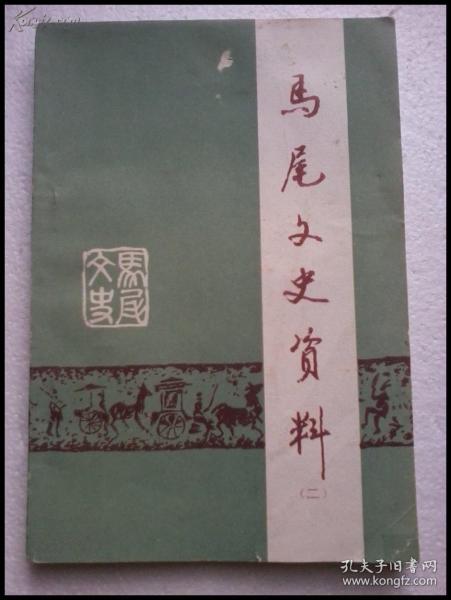 馬尾文史资料
（二）
馬尾
文史
孔夫子旧书网
www.kongfz.com